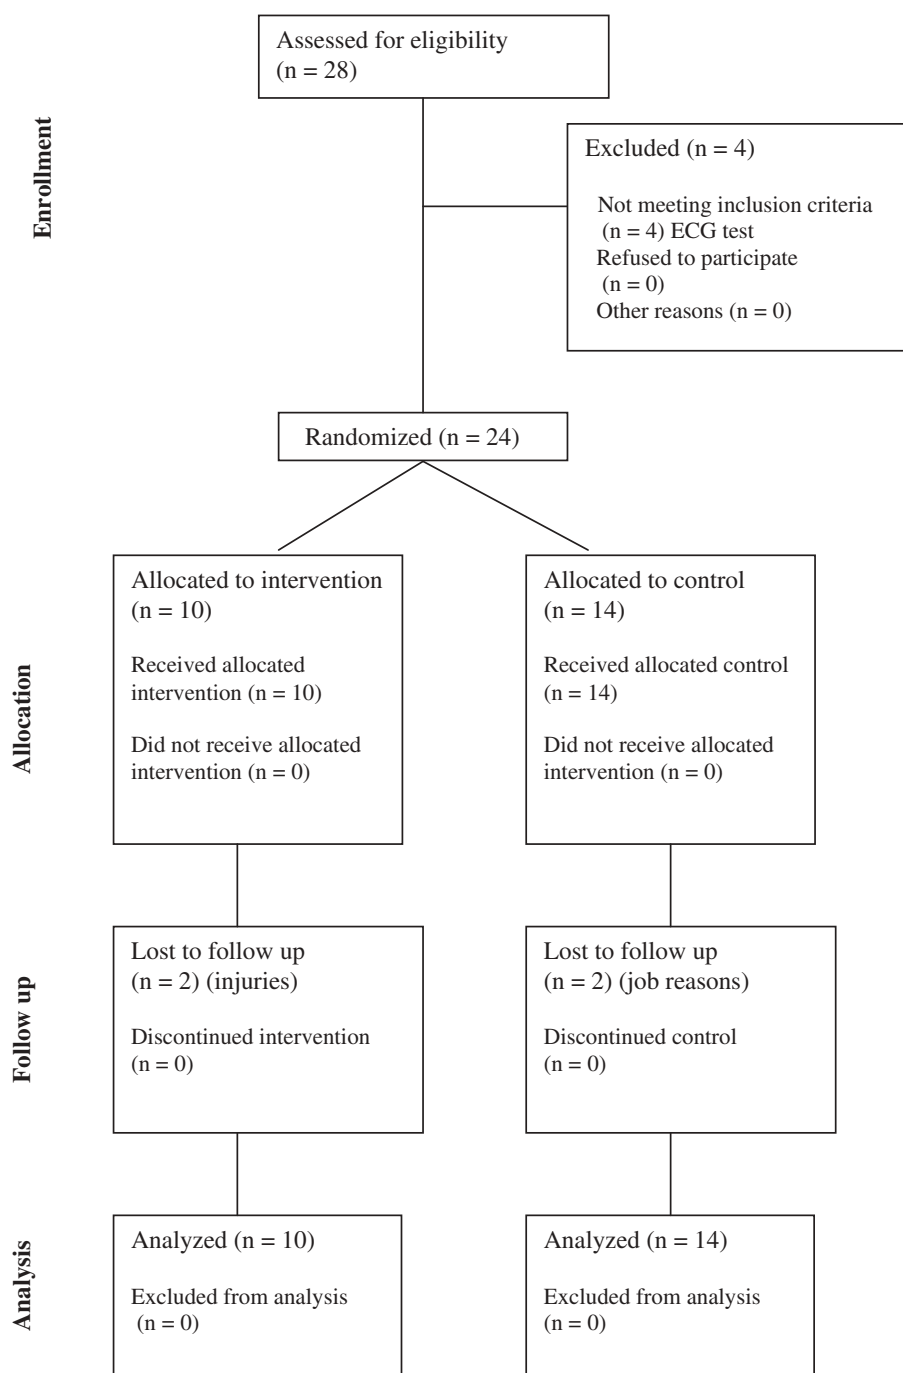 Assessed for eligibility
(n = 28)
Enrollment
Excluded (n = 4)
Not meeting inclusion criteria
(n = 4) ECG test
Refused to participate
(n = 0)
Other reasons (n = 0)
Randomized (n = 24)
Allocation
Allocated to intervention
(n = 10)
Received allocated
intervention (n = 10)
Did not receive allocated
intervention (n = 0)
Allocated to control
(n = 14)
Received allocated control
(n = 14)
Did not receive allocated
intervention (n = 0)
Follow up
Lost to follow up
(n = 2) (injuries)
Discontinued intervention
(n = 0)
Lost to follow up
(n = 2) (job reasons)
Discontinued control
(n = 0)
Analysis
Analyzed (n = 10)
Excluded from analysis
(n = 0)
Analyzed (n = 14)
Excluded from analysis
(n = 0)